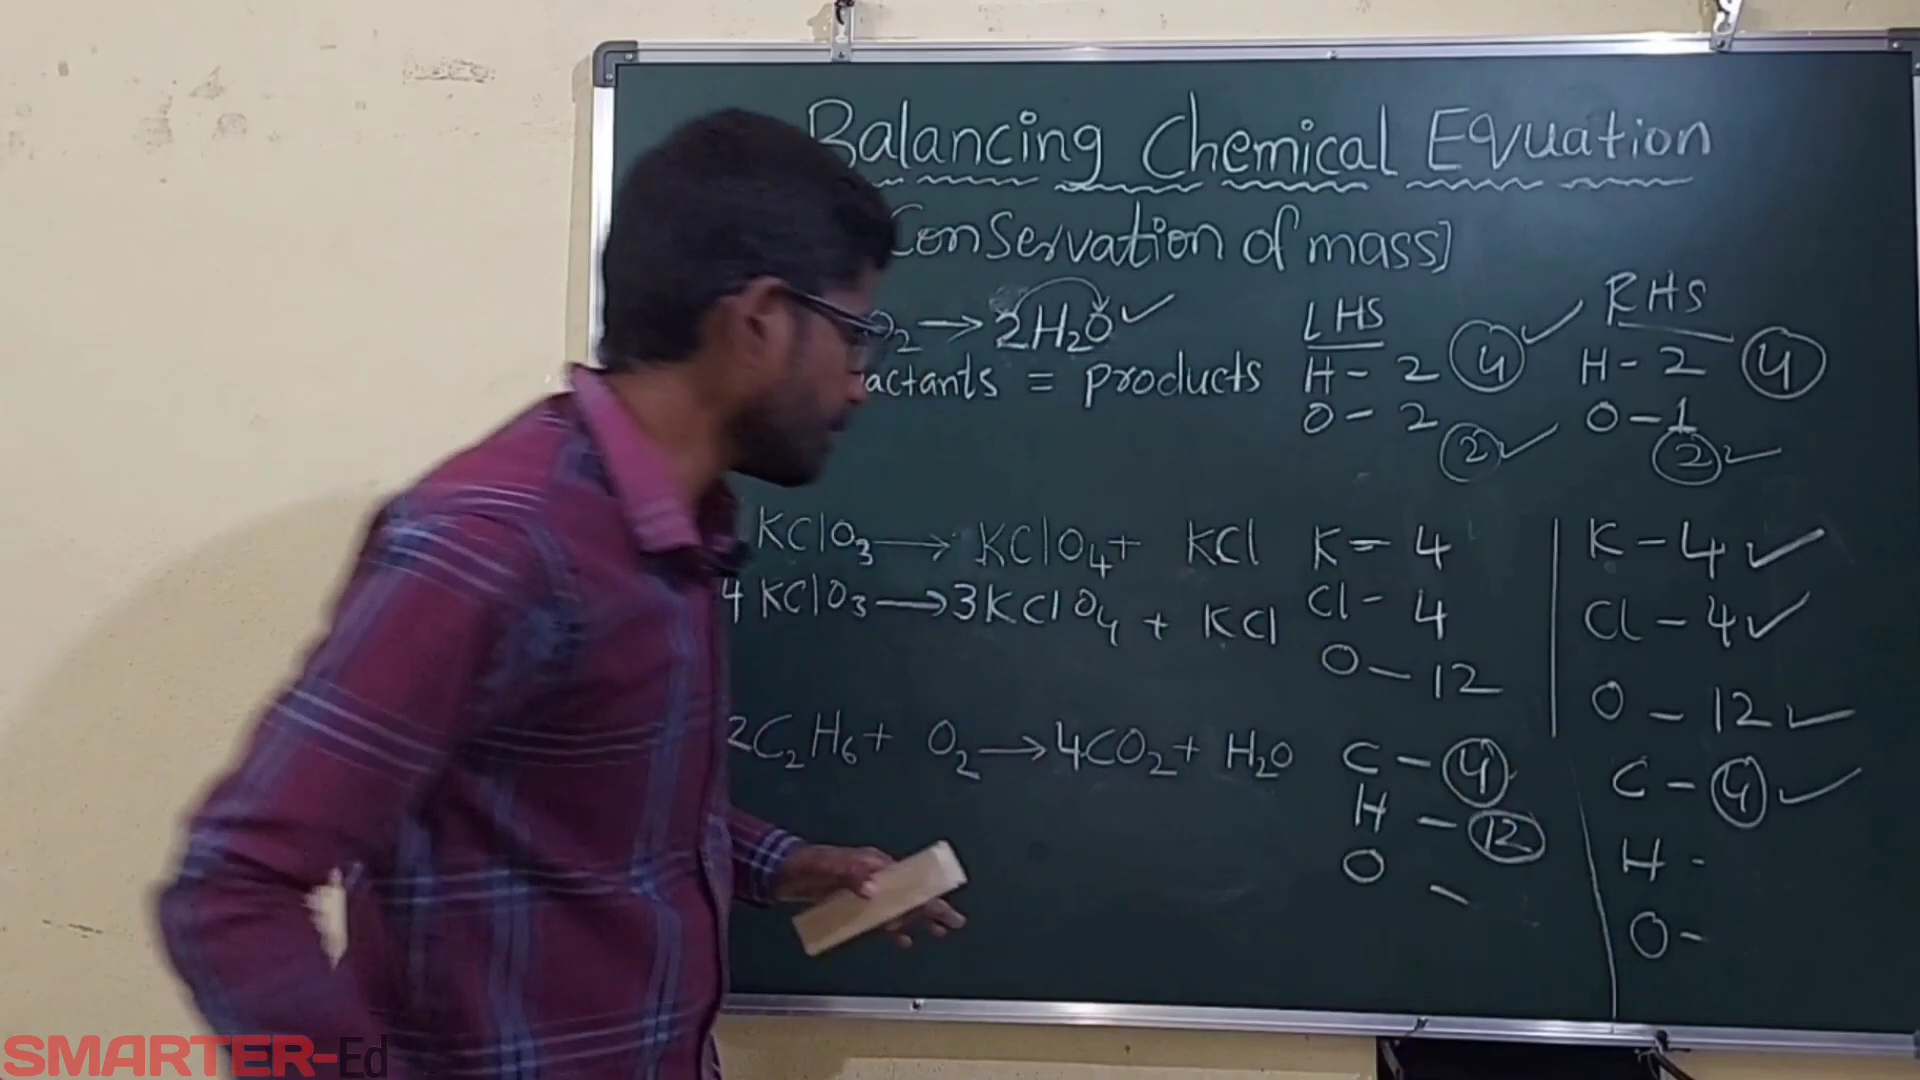 Balancing Chemical Equation
Conservation of mass]
O₂ → 2H₂O ✓
actants = products
LHS
H - 2 4 ✓
O - 2
2 ✓
RHS
H - 2 4
O - 1
2 ✓
KClO₃ → KClO₄ + KCl
4 KClO₃ → 3KClO₄ + KCl
K - 4
Cl - 4
O - 12
K - 4 ✓
Cl - 4 ✓
O - 12 ✓
2C₂H₆ + O₂ → 4CO₂ + H₂O
C - 4
H - 12
O -
C - 4 ✓
H -
O -
SMARTER-Ed